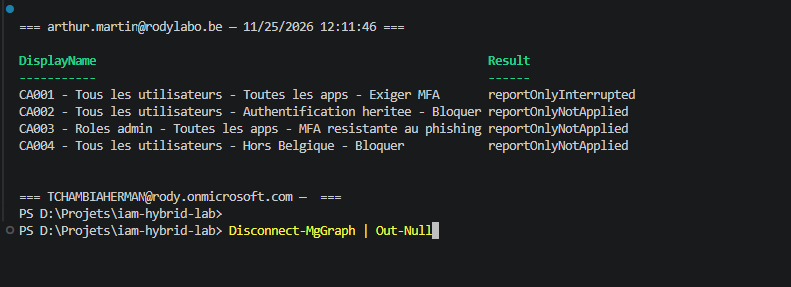 === arthur.martin@rodylabo.be — 11/25/2026 12:11:46 ===
DisplayName Result
----------- ------
CA001 - Tous les utilisateurs - Toutes les apps - Exiger MFA reportOnlyInterrupted
CA002 - Tous les utilisateurs - Authentification heritee - Bloquer reportOnlyNotApplied
CA003 - Roles admin - Toutes les apps - MFA resistante au phishing reportOnlyNotApplied
CA004 - Tous les utilisateurs - Hors Belgique - Bloquer reportOnlyNotApplied
=== TCHAMBIAHERMAN@rody.onmicrosoft.com —  ===
PS D:\Projets\iam-hybrid-lab>
PS D:\Projets\iam-hybrid-lab> Disconnect-MgGraph | Out-Null